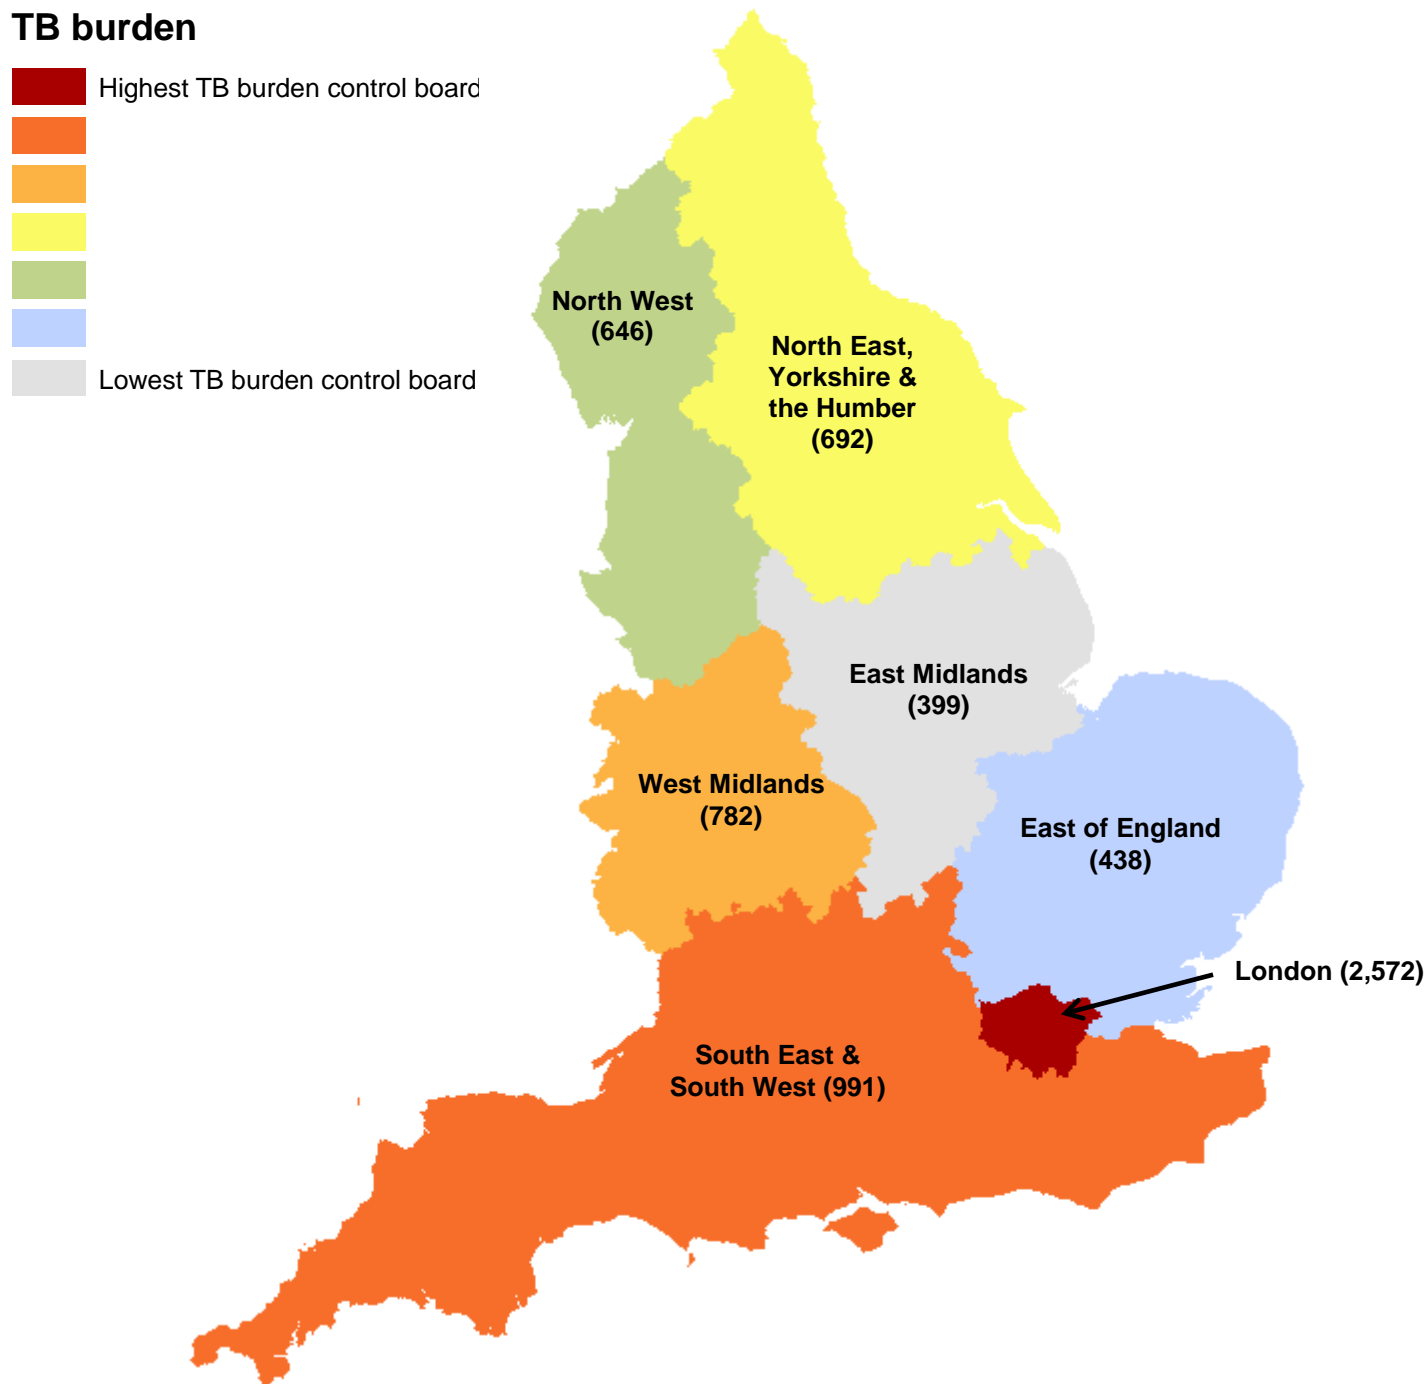 TB burden
Highest TB burden control board
Lowest TB burden control board
North West
(646)
North East,
Yorkshire &
the Humber
(692)
East Midlands
(399)
West Midlands
(782)
East of England
(438)
London (2,572)
South East &
South West (991)